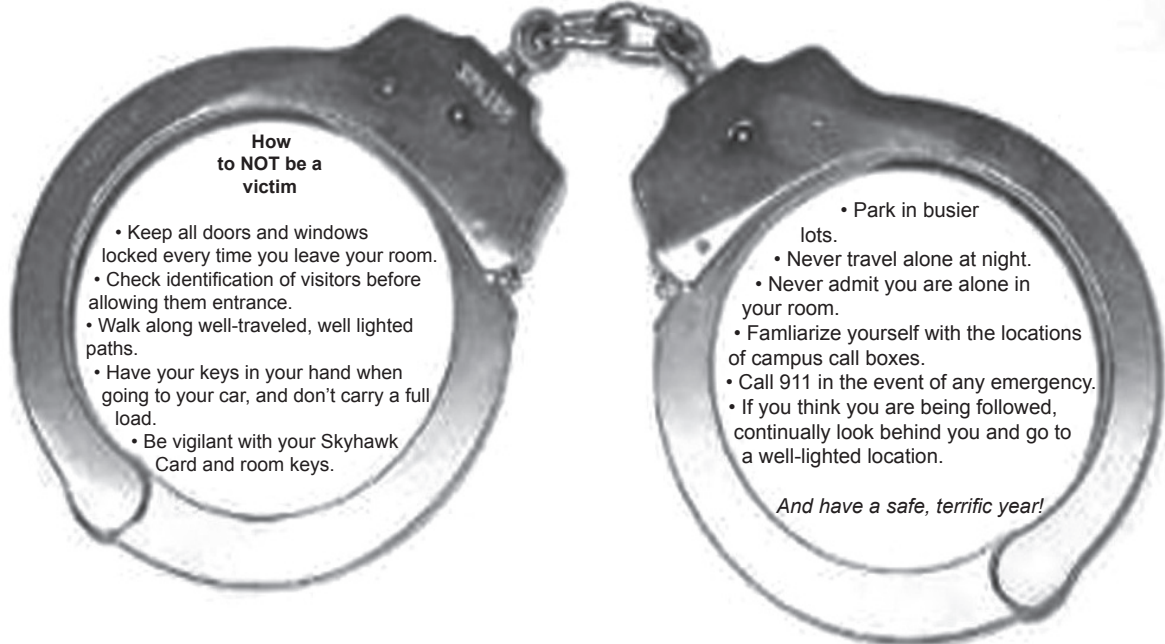 How
to NOT be a
victim
• Keep all doors and windows
locked every time you leave your room.
• Check identification of visitors before
allowing them entrance.
• Walk along well-traveled, well lighted
paths.
• Have your keys in your hand when
going to your car, and don't carry a full
load.
• Be vigilant with your Skyhawk
Card and room keys.
• Park in busier
lots.
• Never travel alone at night.
• Never admit you are alone in
your room.
• Famliarize yourself with the locations
of campus call boxes.
• Call 911 in the event of any emergency.
• If you think you are being followed,
continually look behind you and go to
a well-lighted location.
And have a safe, terrific year!